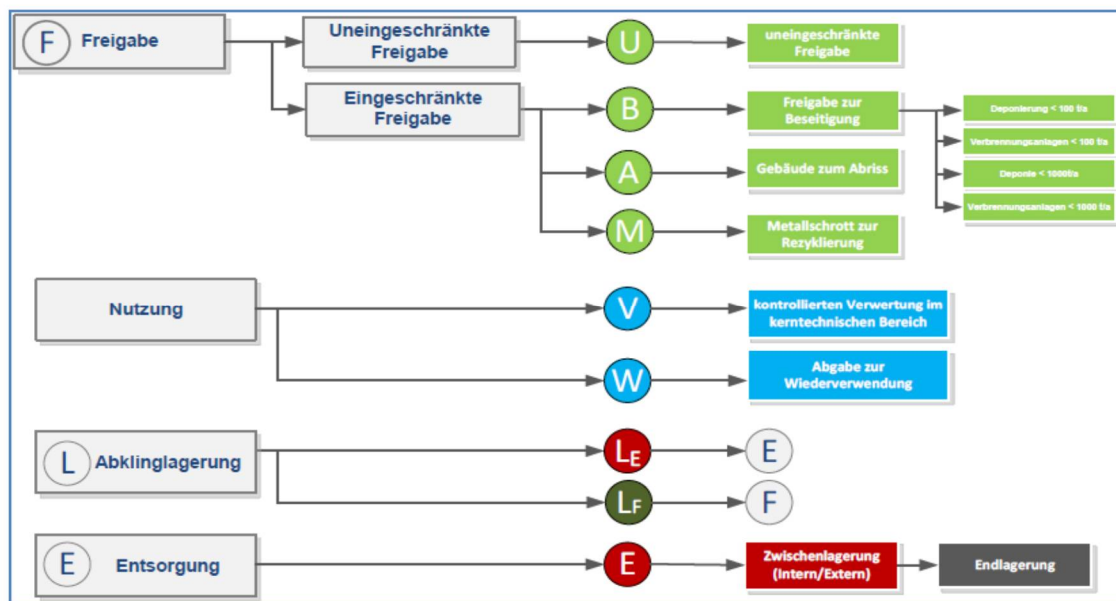 F Freigabe
Uneingeschränkte
Freigabe
U
uneingeschränkte
Freigabe
Eingeschränkte
Freigabe
B
Freigabe zur
Beseitigung
Deponierung < 100 t/a
Verbrennungsanlagen < 100 t/a
Deponie < 1000t/a
Verbrennungsanlagen < 1000 t/a
A
Gebäude zum Abriss
M
Metallschrott zur
Rezyklierung
Nutzung
V
kontrollierten Verwertung im
kerntechnischen Bereich
W
Abgabe zur
Wiederverwendung
L Abklinglagerung
LE
E
LF
F
E Entsorgung
E
Zwischenlagerung
(Intern/Extern)
Endlagerung